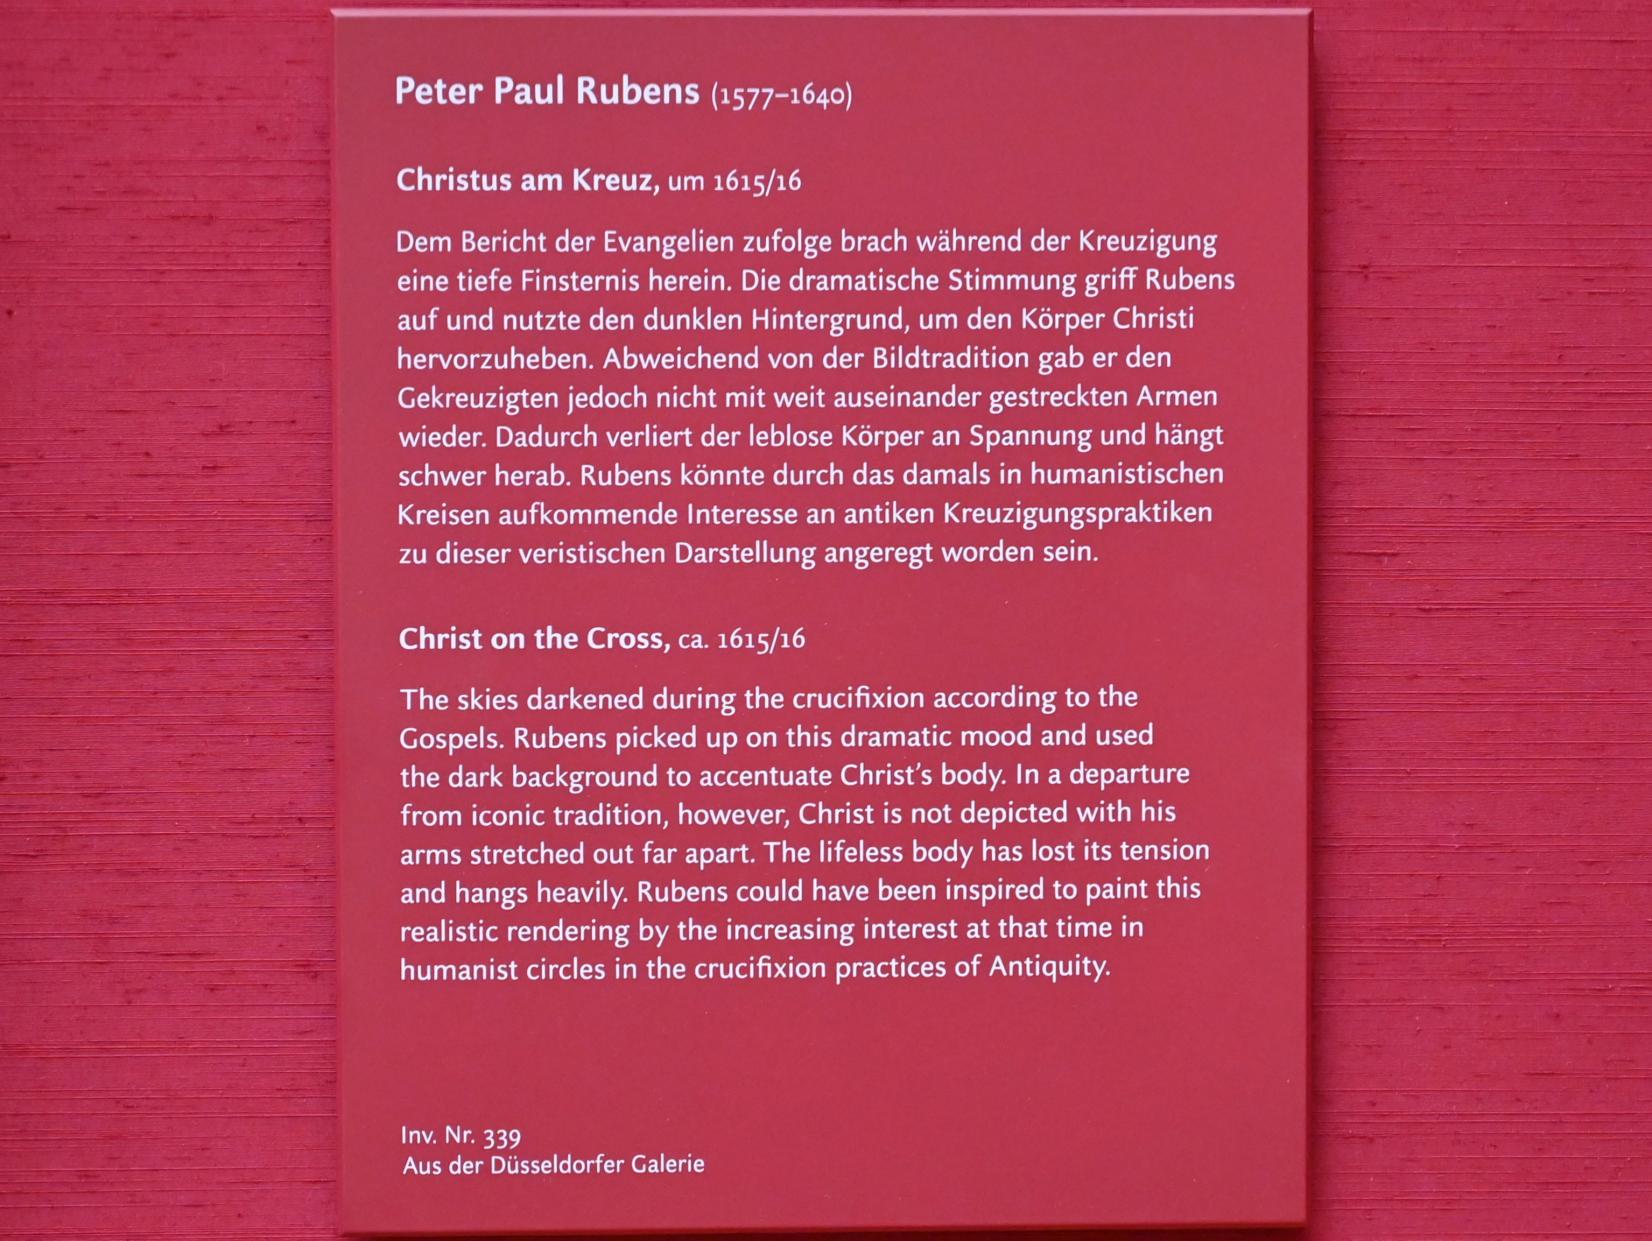 Peter Paul Rubens (1577–1640)
Christus am Kreuz, um 1615/16
Dem Bericht der Evangelien zufolge brach während der Kreuzigung
eine tiefe Finsternis herein. Die dramatische Stimmung griff Rubens
auf und nutzte den dunklen Hintergrund, um den Körper Christi
hervorzuheben. Abweichend von der Bildtradition gab er den
Gekreuzigten jedoch nicht mit weit auseinander gestreckten Armen
wieder. Dadurch verliert der leblose Körper an Spannung und hängt
schwer herab. Rubens könnte durch das damals in humanistischen
Kreisen aufkommende Interesse an antiken Kreuzigungspraktiken
zu dieser veristischen Darstellung angeregt worden sein.
Christ on the Cross, ca. 1615/16
The skies darkened during the crucifixion according to the
Gospels. Rubens picked up on this dramatic mood and used
the dark background to accentuate Christ’s body. In a departure
from iconic tradition, however, Christ is not depicted with his
arms stretched out far apart. The lifeless body has lost its tension
and hangs heavily. Rubens could have been inspired to paint this
realistic rendering by the increasing interest at that time in
humanist circles in the crucifixion practices of Antiquity.
Inv. Nr. 339
Aus der Düsseldorfer Galerie